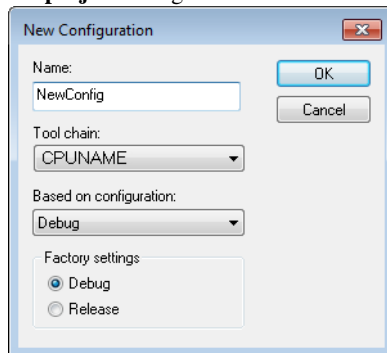 New Configuration
Name:
OK
NewConfig
Cancel
Tool chain:
CPUNAME
Based on configuration:
Debug
Factory settings
Debug
Release